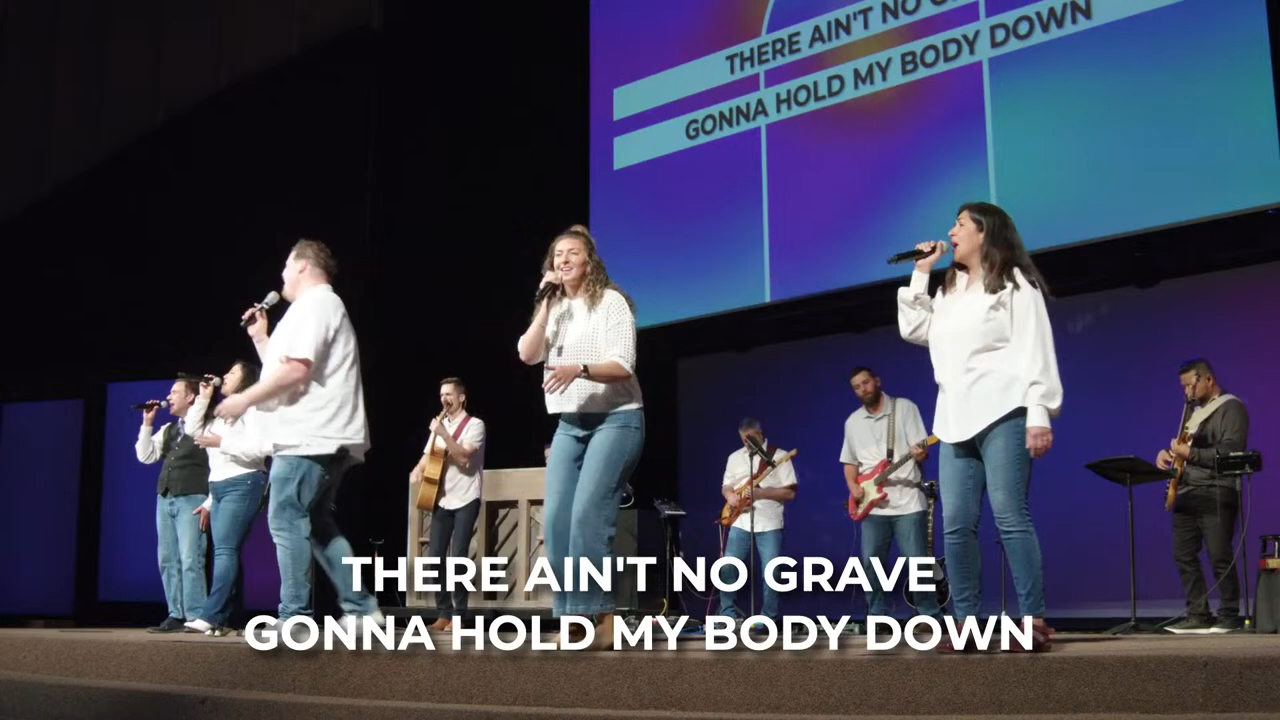 THERE AIN'T NO
GONNA HOLD MY BODY DOWN
THERE AIN'T NO GRAVE
GONNA HOLD MY BODY DOWN